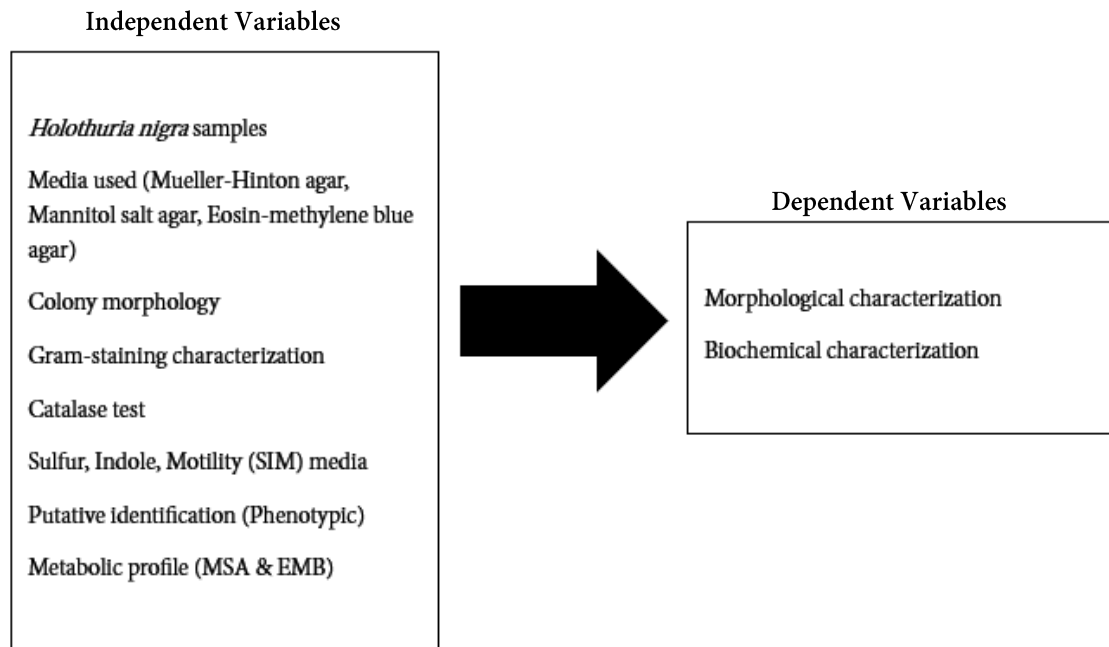 Independent Variables
Holothuria nigra samples
Media used (Mueller-Hinton agar,
Mannitol salt agar, Eosin-methylene blue
agar)
Colony morphology
Gram-staining characterization
Catalase test
Sulfur, Indole, Motility (SIM) media
Putative identification (Phenotypic)
Metabolic profile (MSA & EMB)
Dependent Variables
Morphological characterization
Biochemical characterization